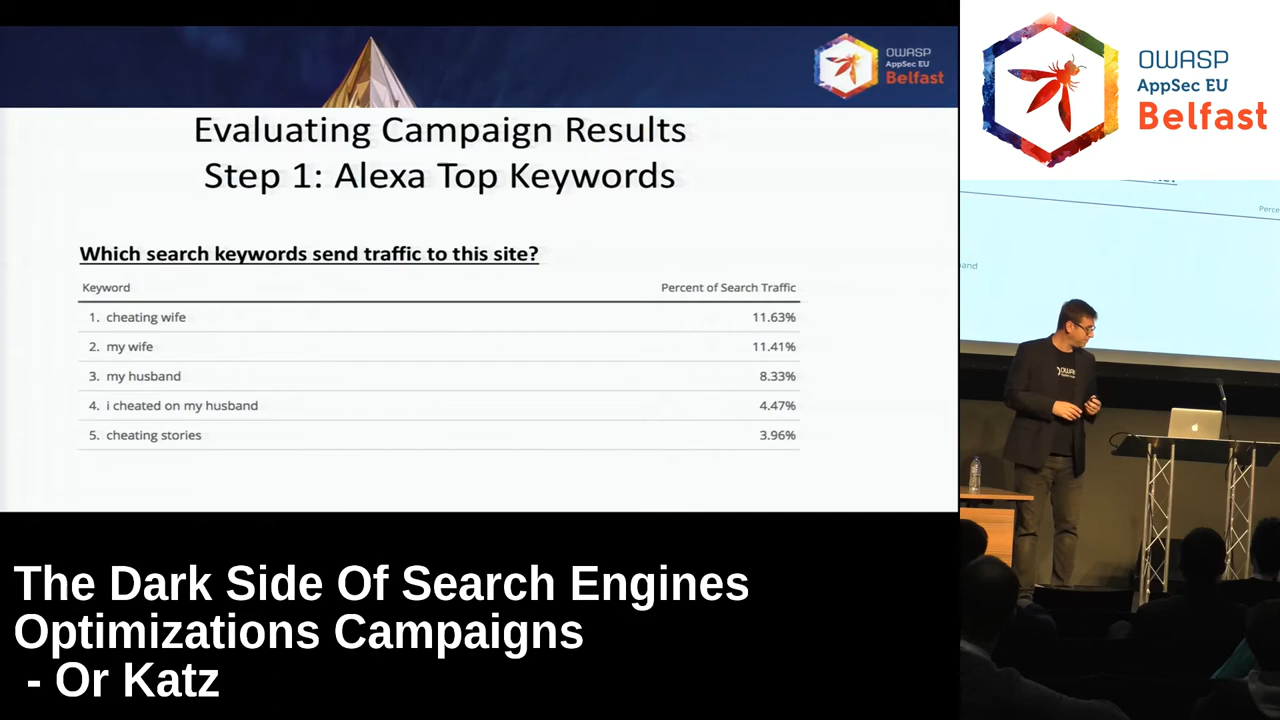 OWASP
AppSec EU
Belfast
Evaluating Campaign Results
Step 1: Alexa Top Keywords
Which search keywords send traffic to this site?
Keyword Percent of Search Traffic
1. cheating wife 11.63%
2. my wife 11.41%
3. my husband 8.33%
4. i cheated on my husband 4.47%
5. cheating stories 3.96%
OWASP
AppSec EU
Belfast
The Dark Side Of Search Engines
Optimizations Campaigns
- Or Katz